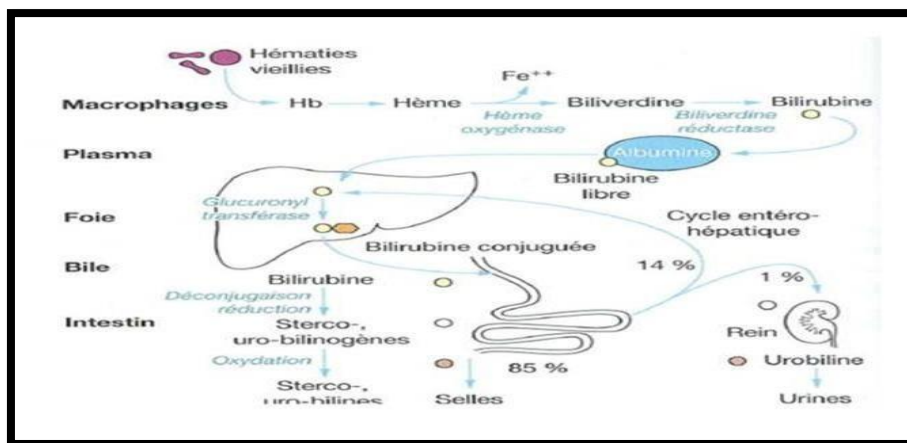 Hématies
vieillies
Fe++
Macrophages
Hb
Hème
Biliverdine
Bilirubine
Hème
oxygénase
Biliverdine
réductase
Plasma
Albumine
Bilirubine
libre
Glucuronyl
transférase
Foie
Cycle entéro-
hépatique
Bilirubine conjuguée
14 %
1 %
Bile
Bilirubine
Déconjugaison
réduction
Intestin
Sterco-,
uro-bilinogènes
Rein
Oxydation
85 %
Urobiline
Sterco-,
uro-bilines
Selles
Urines